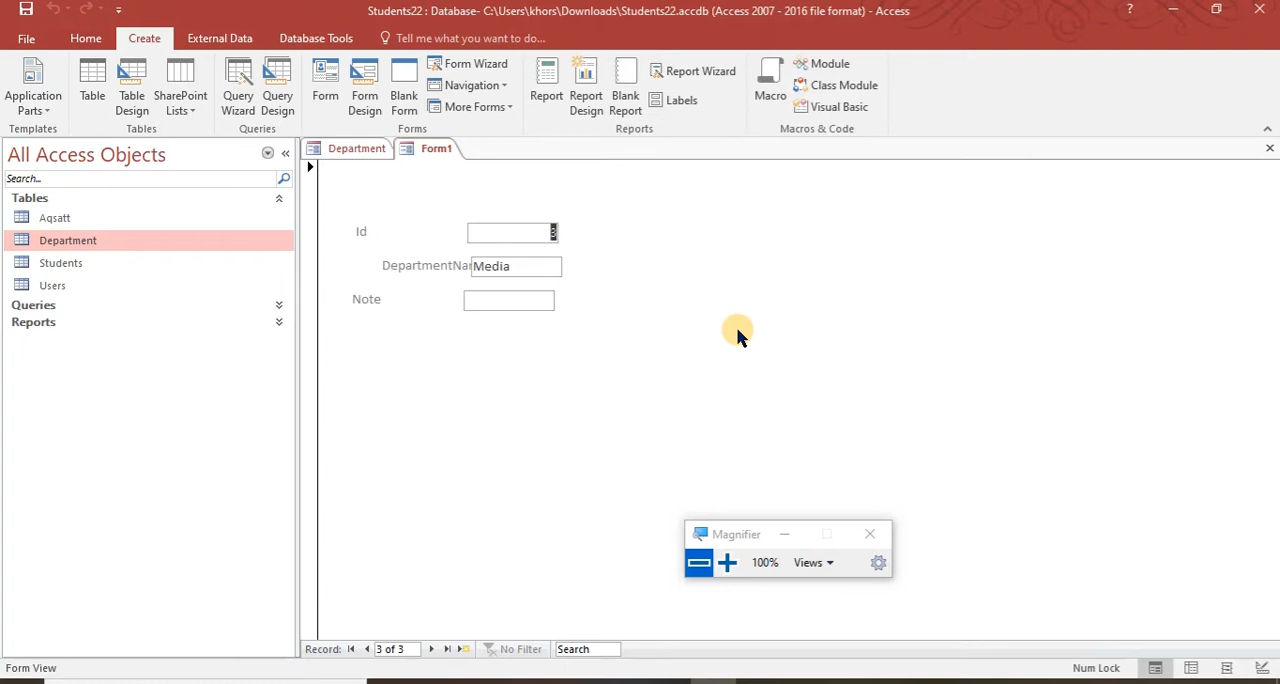 Students22 : Database- C:\Users\khors\Downloads\Students22.accdb (Access 2007 - 2016 file format) - Access
?
File Home Create External Data Database Tools Tell me what you want to do...
Application Parts
Table
Table Design
SharePoint Lists
Query Wizard
Query Design
Form
Form Design
Blank Form
Form Wizard
Navigation
More Forms
Report
Report Design
Blank Report
Report Wizard
Labels
Macro
Module
Class Module
Visual Basic
Templates Tables Queries Forms Reports Macros & Code
All Access Objects
Search...
Tables
Aqsatt
Department
Students
Users
Queries
Reports
Department Form1
Id 3
DepartmentNar Media
Note
Magnifier
100% Views
Record: 3 of 3 No Filter Search
Form View Num Lock